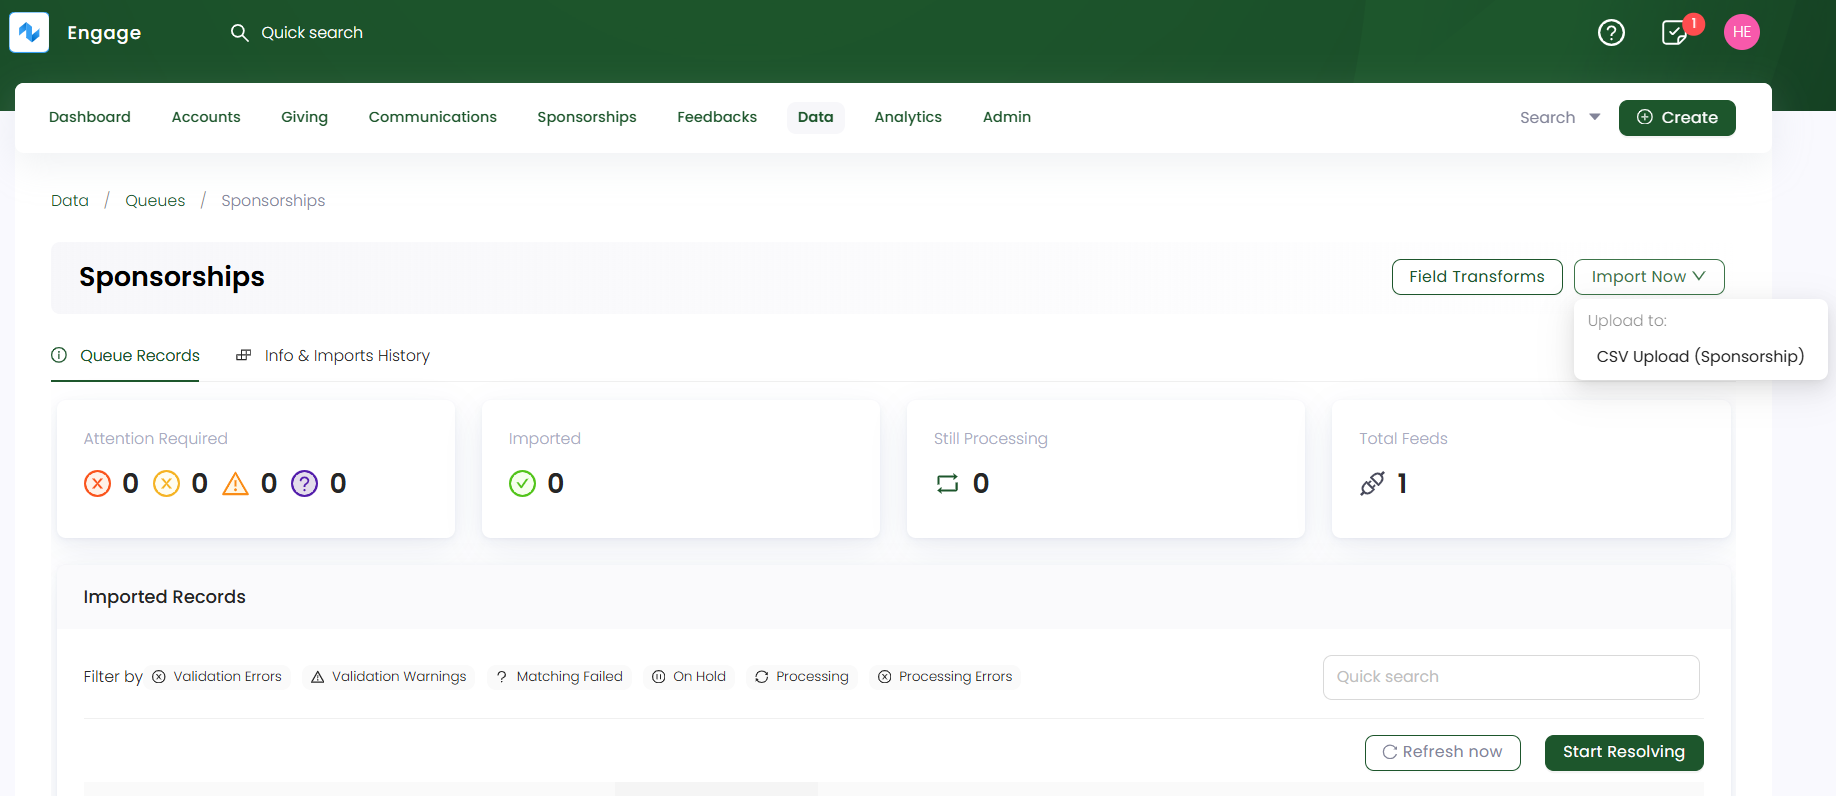 Engage
Quick search
1
HE
Dashboard Accounts Giving Communications Sponsorships Feedbacks Data Analytics Admin Search Create
Data / Queues / Sponsorships
Sponsorships
Field Transforms
Import Now
Upload to:
CSV Upload (Sponsorship)
Queue Records
Info & Imports History
Attention Required
0 0 0 0
Imported
0
Still Processing
0
Total Feeds
1
Imported Records
Filter by Validation Errors Validation Warnings Matching Failed On Hold Processing Processing Errors
Quick search
Refresh now
Start Resolving